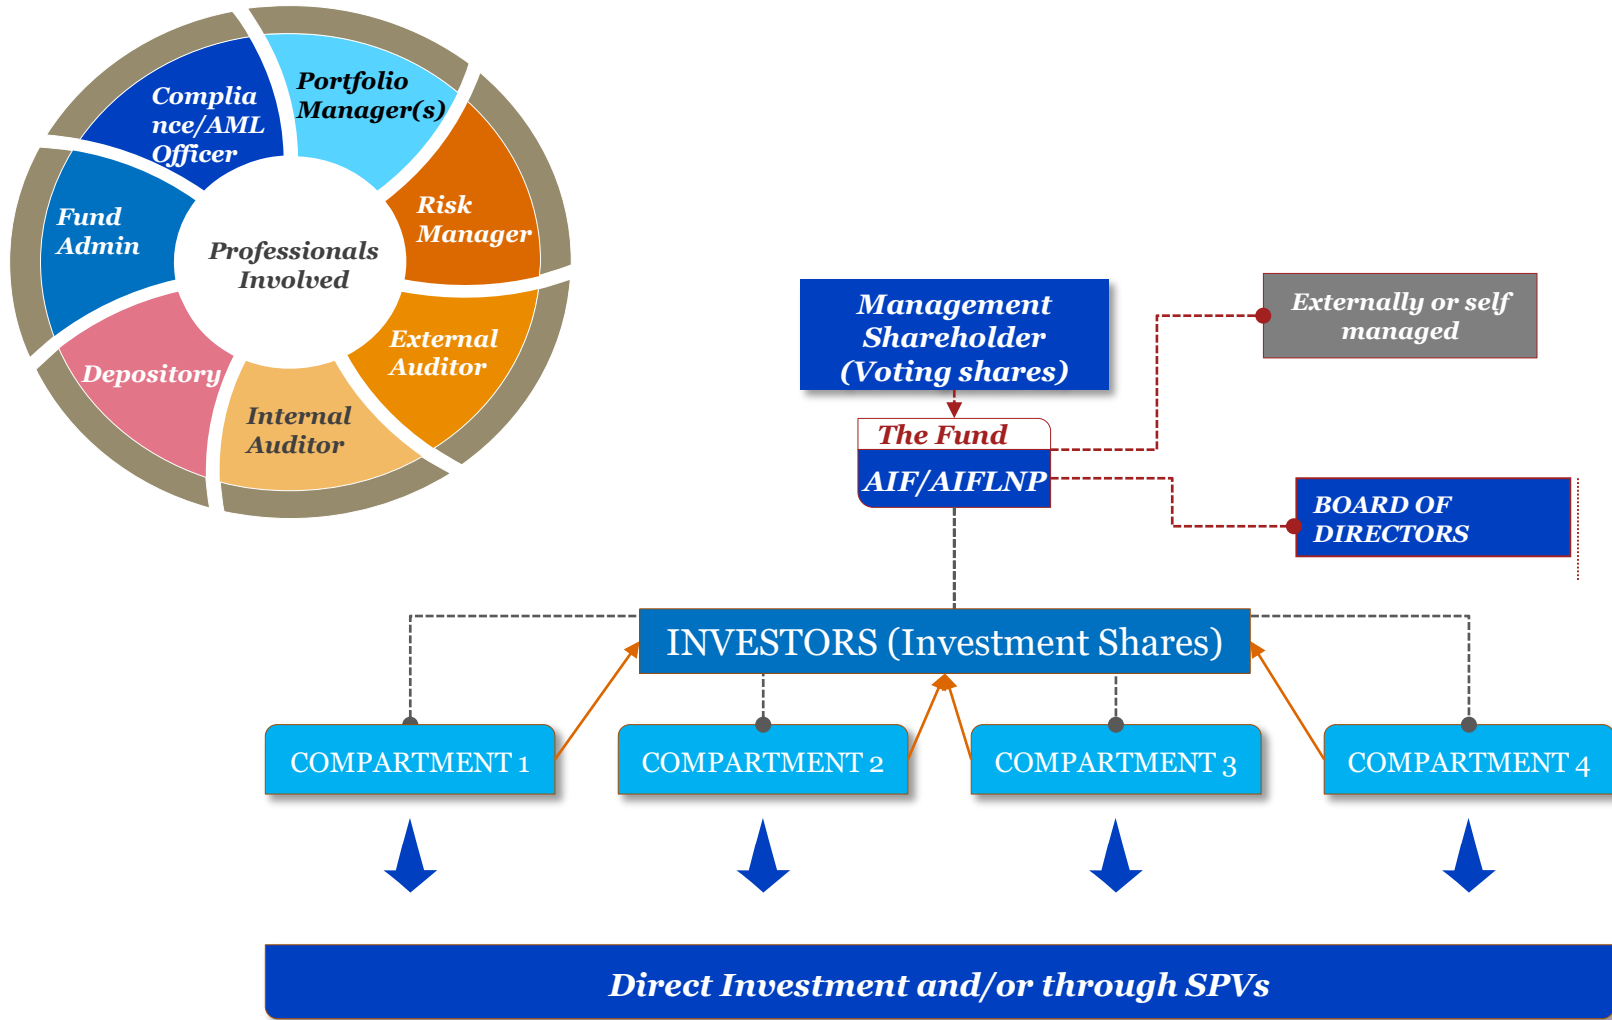 Portfolio
Manager(s)
Complia
nce/AML
Officer
Risk
Manager
Fund
Admin
Professionals
Involved
External
Auditor
Depository
Internal
Auditor
Management
Shareholder
(Voting shares)
Externally or self
managed
The Fund
AIF/AIFLNP
BOARD OF
DIRECTORS
INVESTORS (Investment Shares)
COMPARTMENT 1
COMPARTMENT 2
COMPARTMENT 3
COMPARTMENT 4
Direct Investment and/or through SPVs